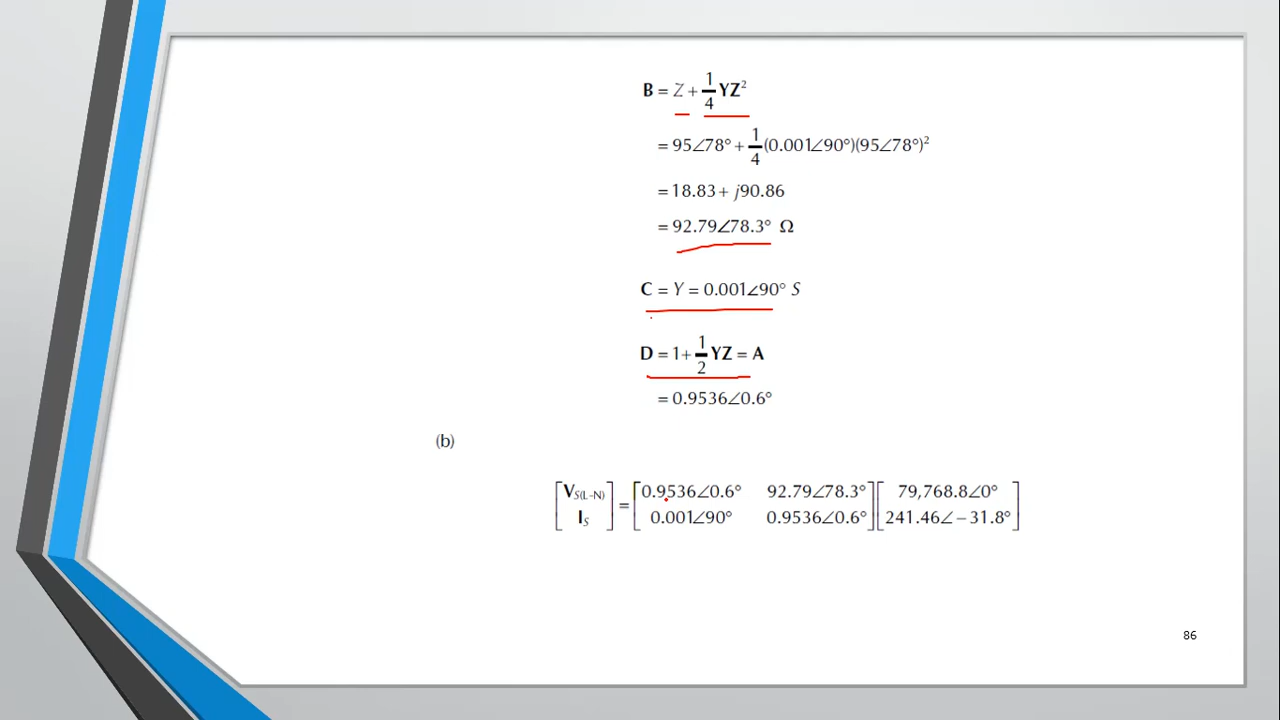 B = Z + 1/4 YZ²
= 95∠78° + 1/4 (0.001∠90°)(95∠78°)²
= 18.83 + j90.86
= 92.79∠78.3° Ω
C = Y = 0.001∠90° S
D = 1+ 1/2 YZ = A
= 0.9536∠0.6°
(b)
[V_S(L–N) I_S] = [0.9536∠0.6° 92.79∠78.3° 0.001∠90° 0.9536∠0.6°] [79,768.8∠0° 241.46∠−31.8°]
86